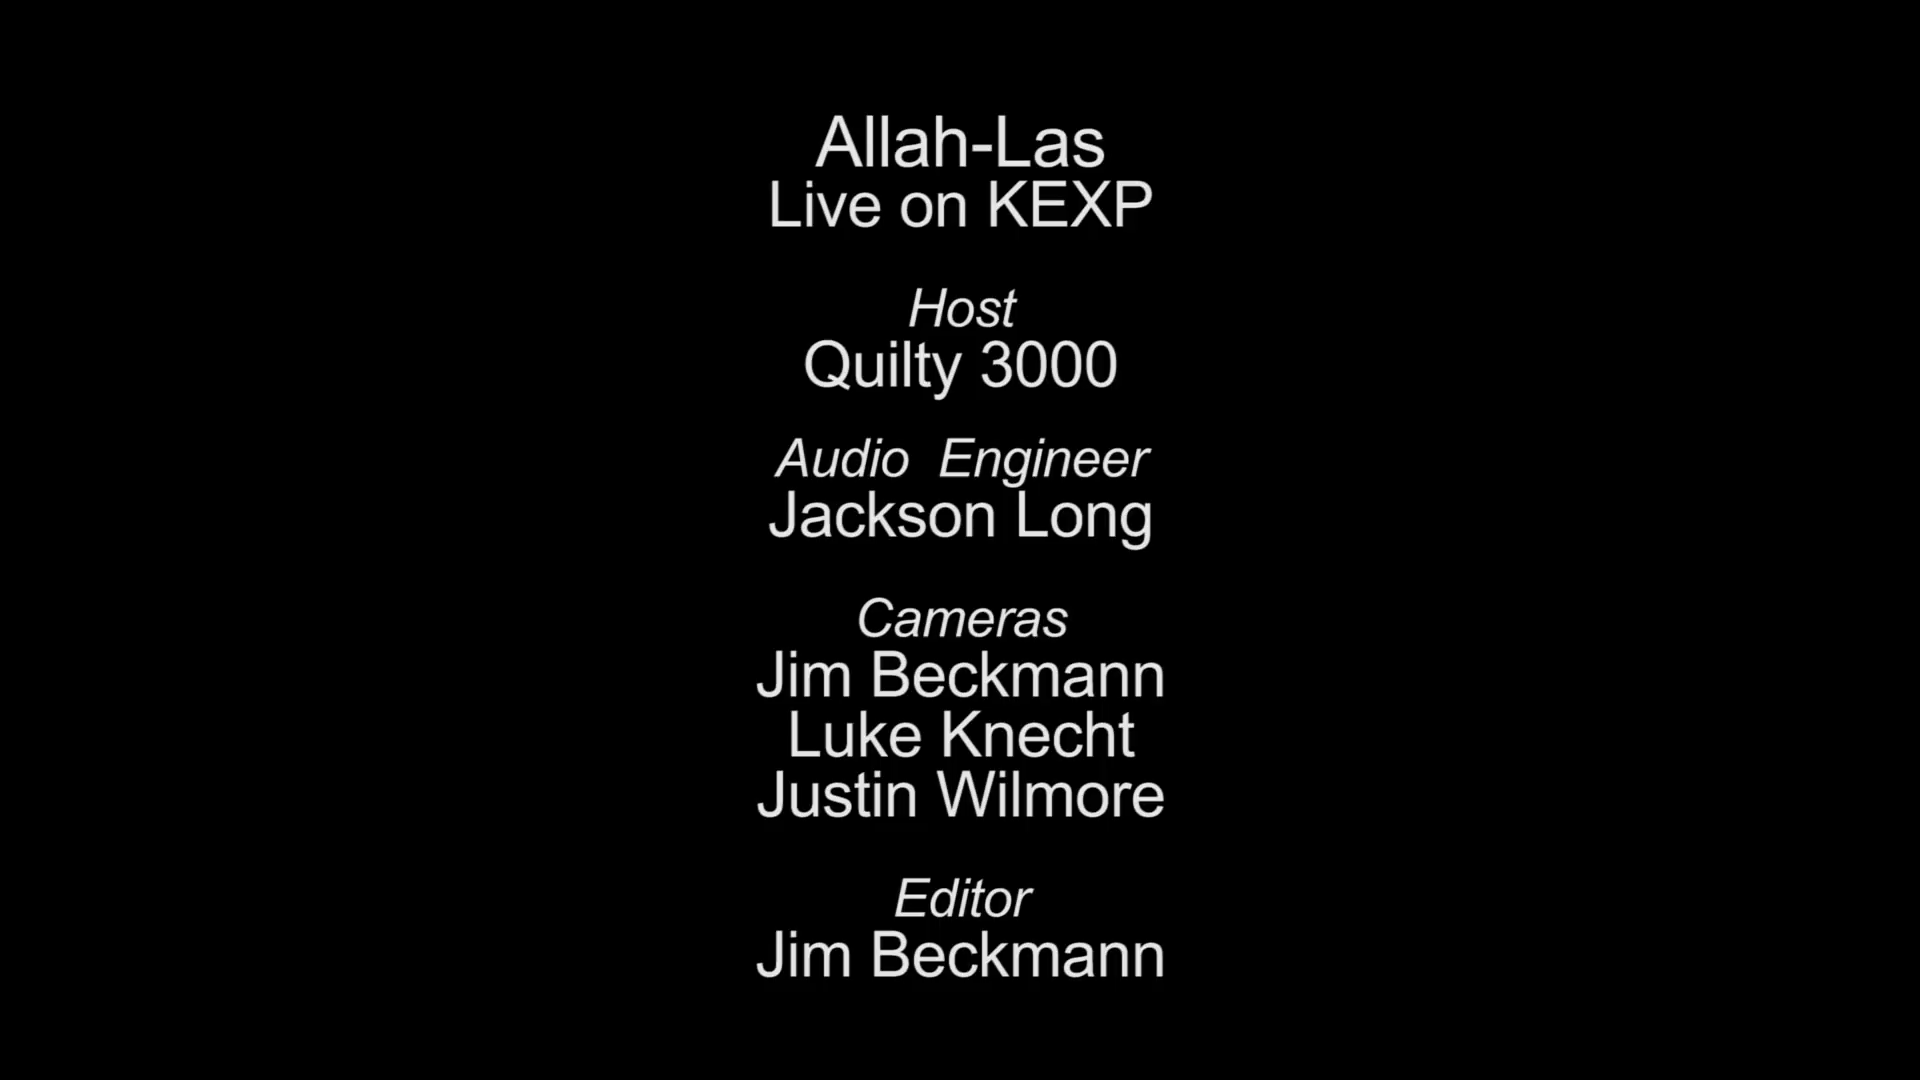 Allah-Las
Live on KEXP
Host
Quilty 3000
Audio Engineer
Jackson Long
Cameras
Jim Beckmann
Luke Knecht
Justin Wilmore
Editor
Jim Beckmann